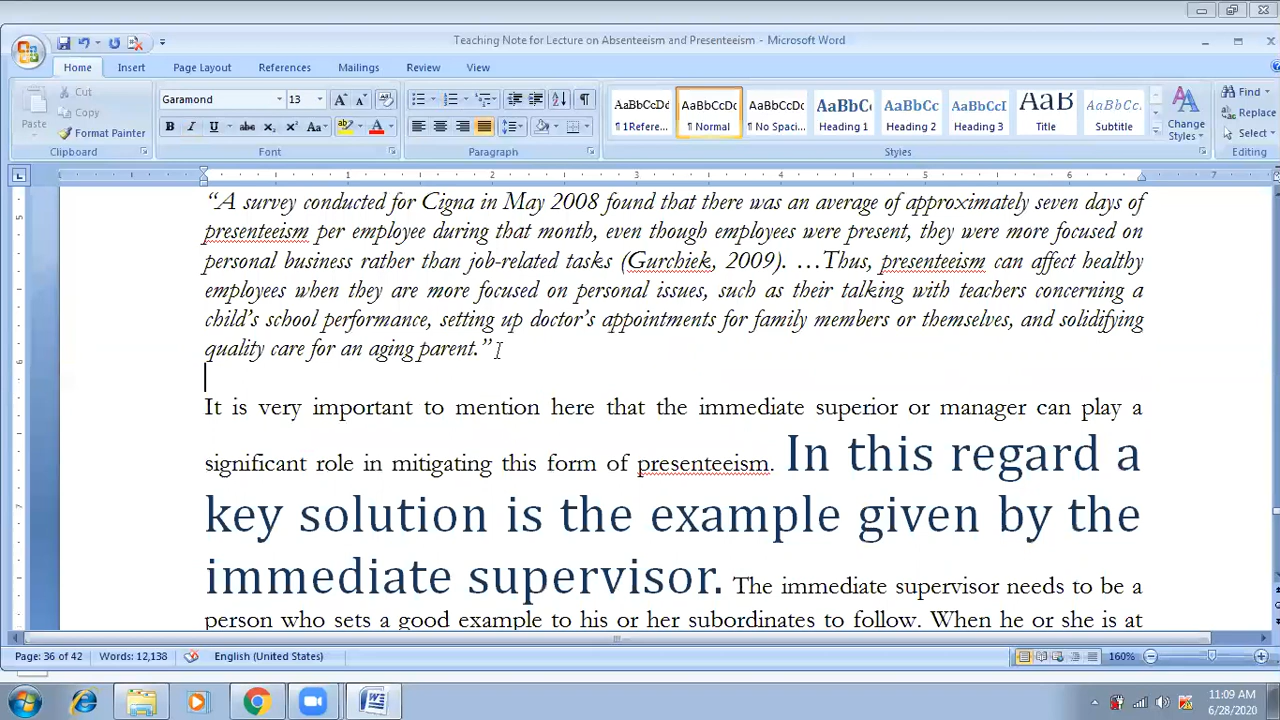 Teaching Note for Lecture on Absenteeism and Presenteeism - Microsoft Word
Home Insert Page Layout References Mailings Review View
Paste
Cut
Copy
Format Painter
Clipboard
Garamond 13
Font
Paragraph
AaBbCcDd AaBbCcDc AaBbCcDc AaBbC AaBbCc AaBbCcI AaB AaBbCc.
¶ 1Refere... ¶ Normal ¶ No Spaci... Heading 1 Heading 2 Heading 3 Title Subtitle
Change Styles
Styles
Find
Replace
Select
Editing
1 2 3 4 5 6 7
“A survey conducted for Cigna in May 2008 found that there was an average of approximately seven days of
presenteeism per employee during that month, even though employees were present, they were more focused on
personal business rather than job-related tasks (Gurchiek, 2009). …Thus, presenteeism can affect healthy
employees when they are more focused on personal issues, such as their talking with teachers concerning a
child’s school performance, setting up doctor’s appointments for family members or themselves, and solidifying
quality care for an aging parent.”
It is very important to mention here that the immediate superior or manager can play a
significant role in mitigating this form of presenteeism. In this regard a
key solution is the example given by the
immediate supervisor. The immediate supervisor needs to be a
person who sets a good example to his or her subordinates to follow. When he or she is at
Page: 36 of 42 Words: 12,138 English (United States) 160%
11:09 AM
6/28/2020